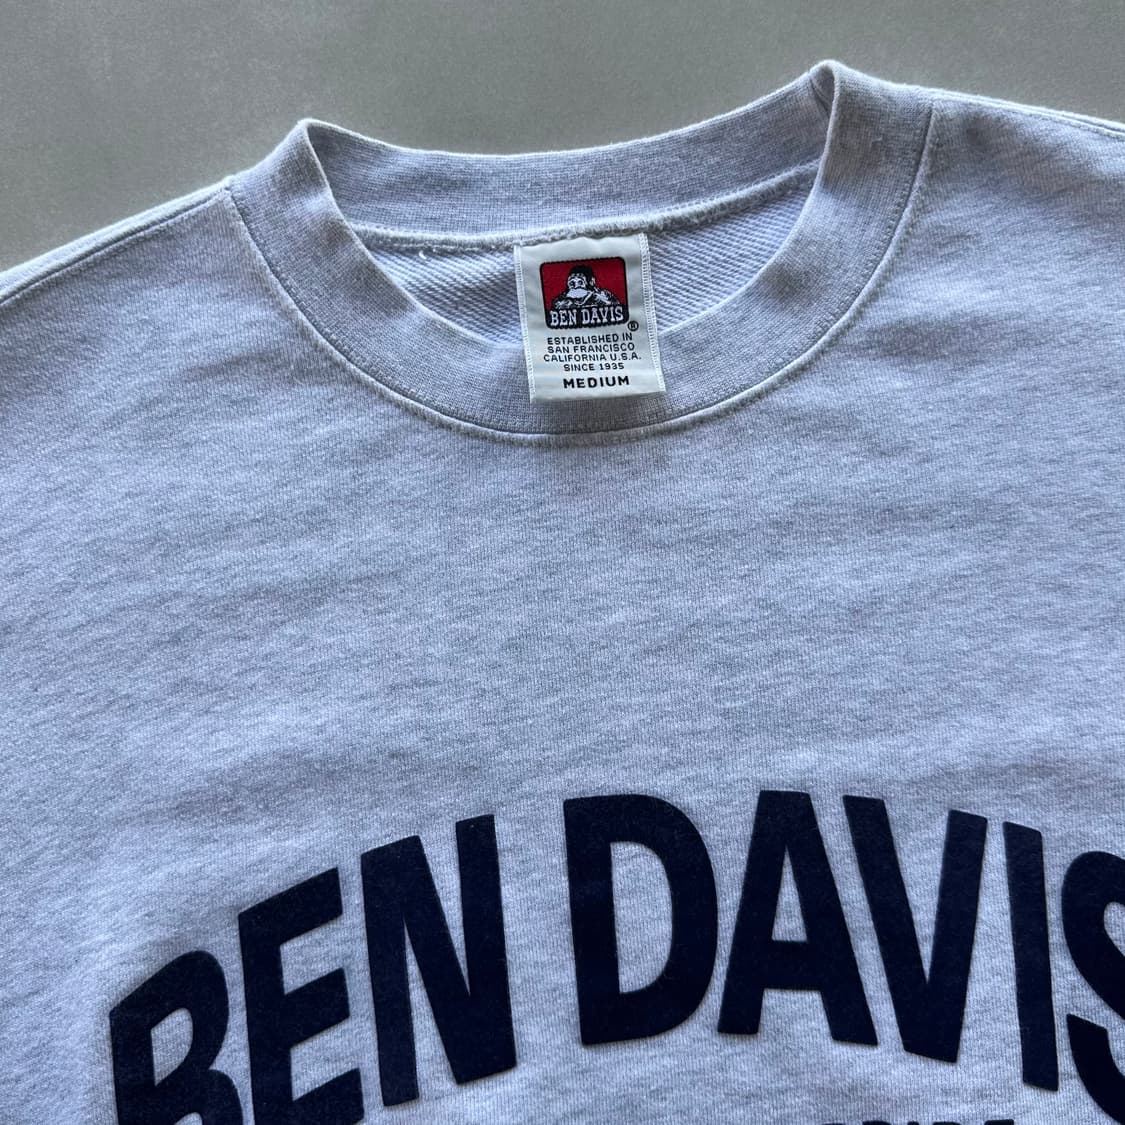 BEN DAVIS
®
ESTABLISHED IN
SAN FRANCISCO
CALIFORNIA U.S.A.
SINCE 1935
MEDIUM
BEN DAVIS